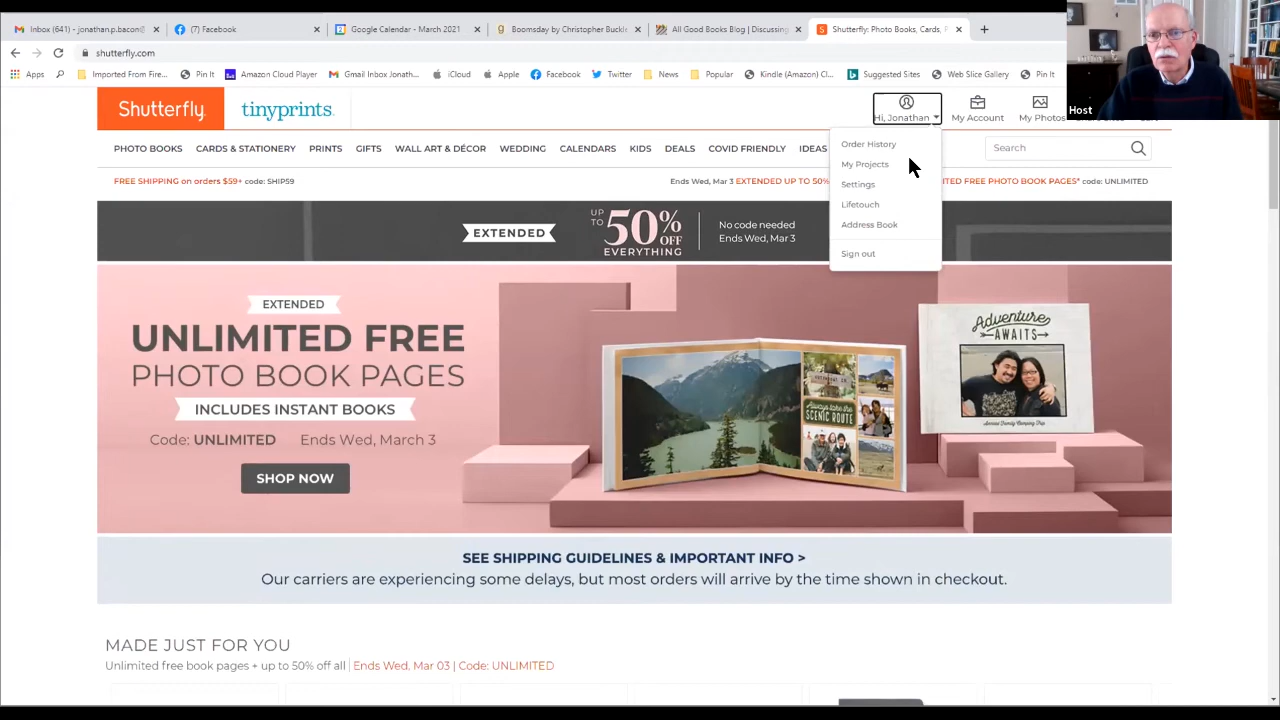 Inbox (641) -
(7) Facebook
Google Calendar - March 2021
Boomsday by Christopher Buckl
All Good Books Blog | Discussing
Shutterfly: Photo Books, Cards, P
shutterfly.com
Apps
Imported From Fire...
Pin It
Amazon Cloud Player
Gmail Inbox Jonath...
iCloud
Apple
Facebook
Twitter
News
Popular
Kindle (Amazon) Cl...
Suggested Sites
Web Slice Gallery
Pin It
Host
Shutterfly.
tinyprints.
Hi, Jonathan
My Account
My Photos
PHOTO BOOKS
CARDS & STATIONERY
PRINTS
GIFTS
WALL ART & DÉCOR
WEDDING
CALENDARS
KIDS
DEALS
COVID FRIENDLY
IDEAS
Search
Order History
My Projects
Settings
Lifetouch
Address Book
Sign out
FREE SHIPPING on orders $59+ code: SHIP59
Ends Wed, Mar 3 EXTENDED UP TO 50%
FREE PHOTO BOOK PAGES* code: UNLIMITED
EXTENDED
UP TO
50% OFF
EVERYTHING
No code needed
Ends Wed, Mar 3
EXTENDED
UNLIMITED FREE
PHOTO BOOK PAGES
INCLUDES INSTANT BOOKS
Code: UNLIMITED Ends Wed, March 3
SHOP NOW
Always take the
SCENIC ROUTE
Adventure
AWAITS
SEE SHIPPING GUIDELINES & IMPORTANT INFO >
Our carriers are experiencing some delays, but most orders will arrive by the time shown in checkout.
MADE JUST FOR YOU
Unlimited free book pages + up to 50% off all | Ends Wed, Mar 03 | Code: UNLIMITED